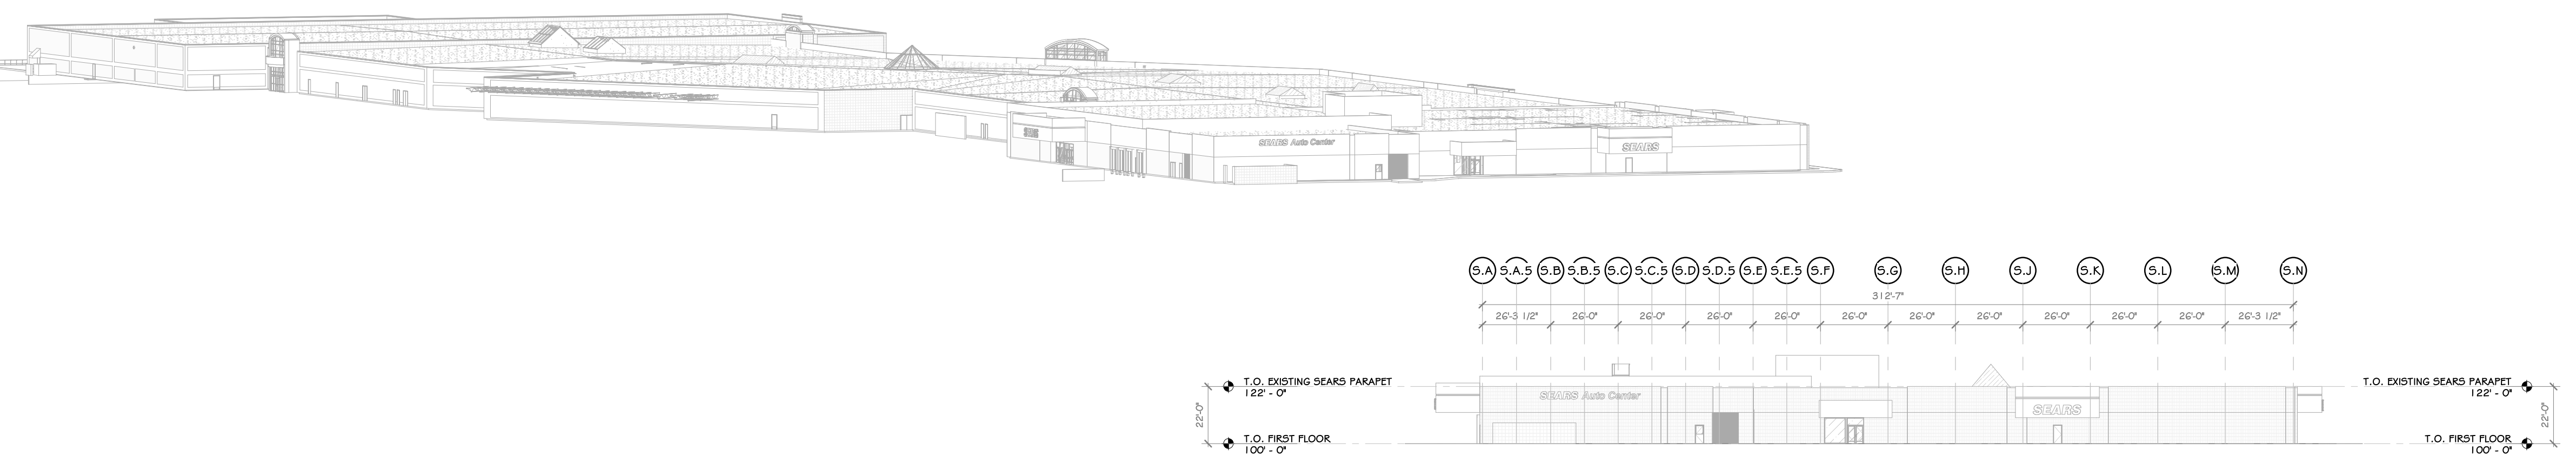 SEARS
SEARS Auto Center
SEARS
S.A S.A.5 S.B S.B.5 S.C S.C.5 S.D S.D.5 S.E S.E.5 S.F S.G S.H S.J S.K S.L S.M S.N
312'-7"
26'-3 1/2" 26'-0" 26'-0" 26'-0" 26'-0" 26'-0" 26'-0" 26'-0" 26'-0" 26'-0" 26'-0" 26'-3 1/2"
T.O. EXISTING SEARS PARAPET
122' - 0"
22'-0"
T.O. FIRST FLOOR
100' - 0"
SEARS Auto Center
SEARS
T.O. EXISTING SEARS PARAPET
122' - 0"
22'-0"
T.O. FIRST FLOOR
100' - 0"